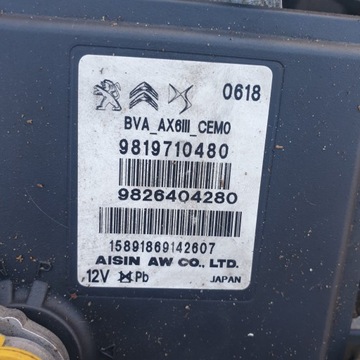 0618
BVA_AX6III_CEMO
9819710480
9826404280
15891869142607
AISIN AW CO., LTD.
12V Pb JAPAN
P